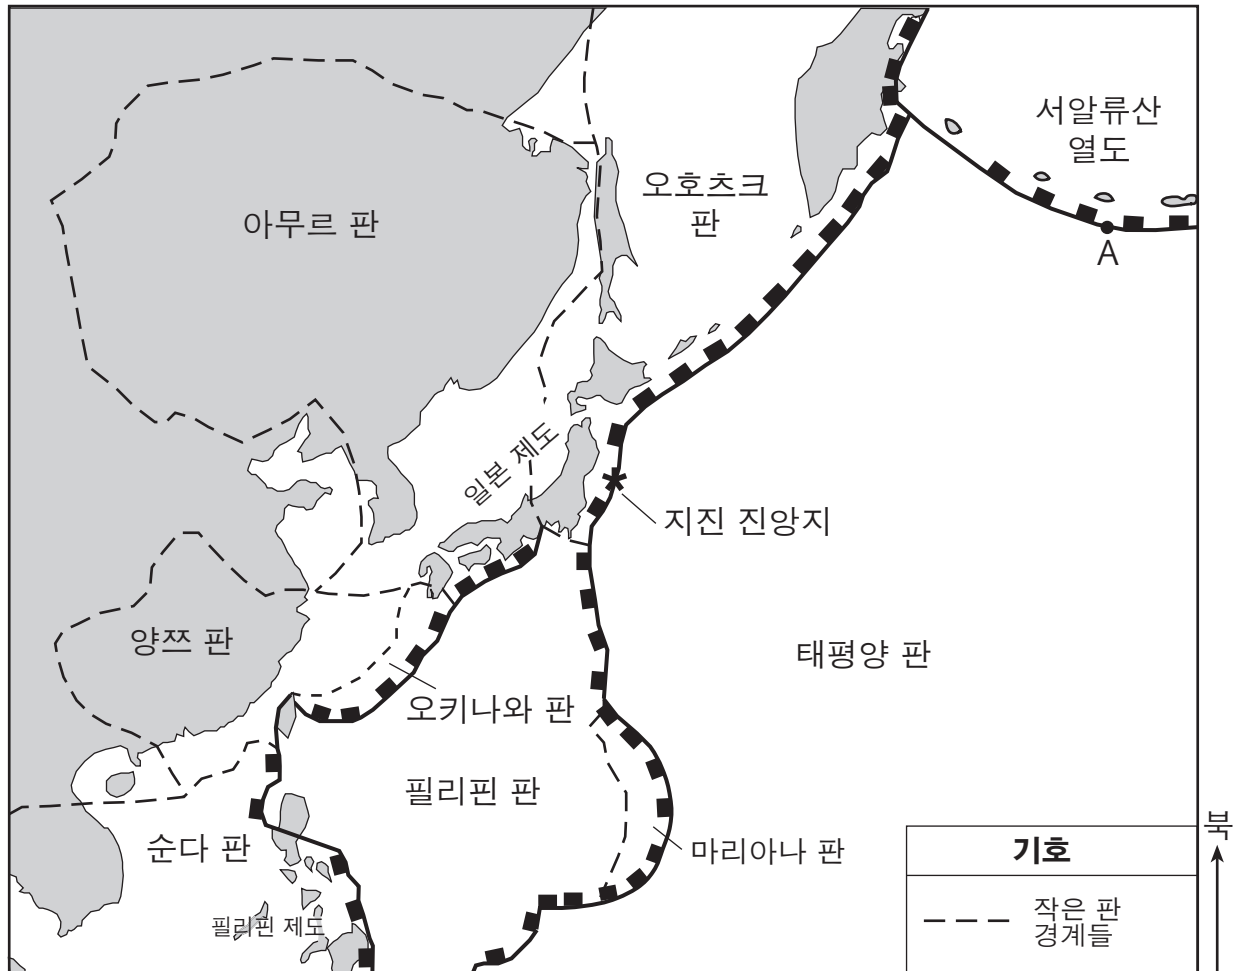 서알류산
열도
오호츠크
판
아무르 판
A
일본 제도
지진 진앙지
양쯔 판
태평양 판
오키나와 판
필리핀 판
순다 판
마리아나 판
필리핀 제도
북
기호
작은 판
경계들